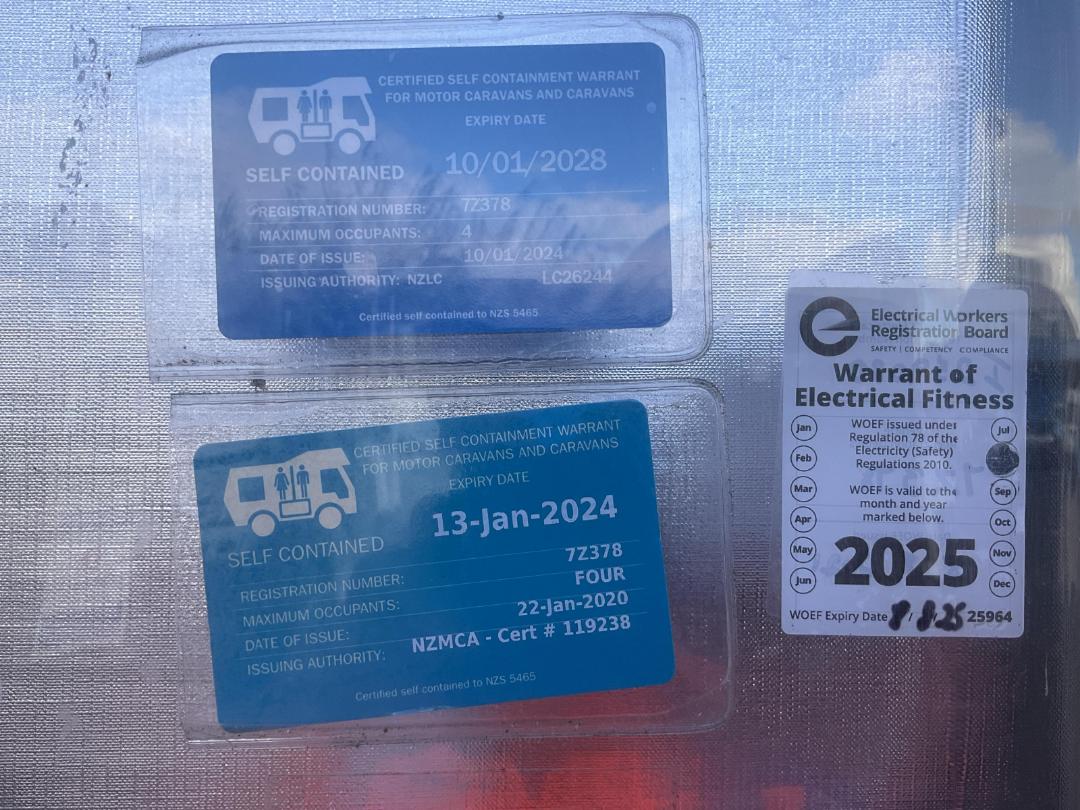 CERTIFIED SELF CONTAINMENT WARRANT
FOR MOTOR CARAVANS AND CARAVANS
EXPIRY DATE
10/01/2028
SELF CONTAINED
REGISTRATION NUMBER: 7Z378
MAXIMUM OCCUPANTS: 4
DATE OF ISSUE: 10/01/2024
ISSUING AUTHORITY: NZLC LC26244
Certified self contained to NZS 5465
CERTIFIED SELF CONTAINMENT WARRANT
FOR MOTOR CARAVANS AND CARAVANS
EXPIRY DATE
13-Jan-2024
SELF CONTAINED
REGISTRATION NUMBER: 7Z378
MAXIMUM OCCUPANTS: FOUR
DATE OF ISSUE: 22-Jan-2020
ISSUING AUTHORITY: NZMCA - Cert # 119238
Certified self contained to NZS 5465
e
Electrical Workers
Registration Board
SAFETY | COMPETENCY COMPLIANCE
Warrant of
Electrical Fitness
Jan
Feb
Mar
Apr
May
Jun
WOEF issued under
Regulation 78 of the
Electricity (Safety)
Regulations 2010.
WOEF is valid to the
month and year
marked below.
2025
Jul
Sep
Oct
Nov
Dec
WOEF Expiry Date 8/8/25 25964